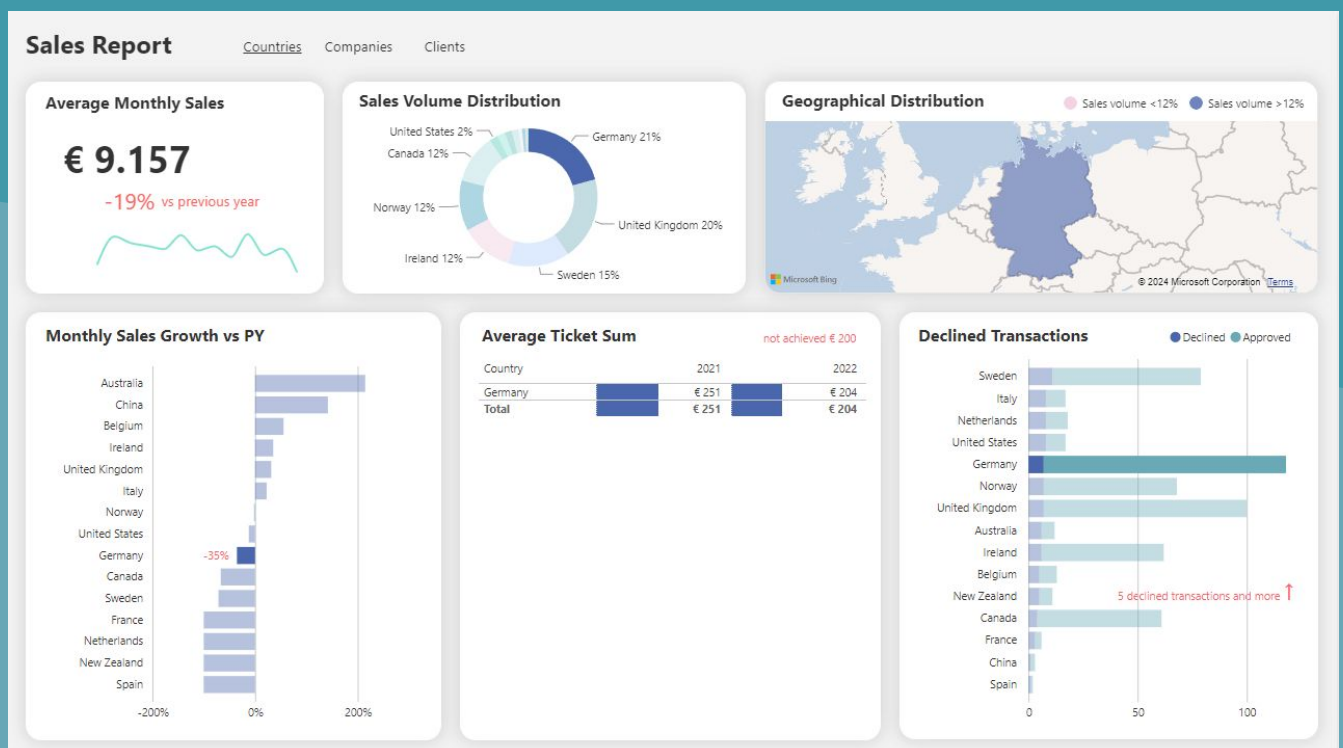 Sales Report
Countries Companies Clients
Average Monthly Sales
€ 9.157
-19% vs previous year
Sales Volume Distribution
United States 2%
Germany 21%
Canada 12%
Norway 12%
United Kingdom 20%
Ireland 12%
Sweden 15%
Geographical Distribution
Sales volume <12% Sales volume >12%
Microsoft Bing
© 2024 Microsoft Corporation Terms
Monthly Sales Growth vs PY
Australia
China
Belgium
Ireland
United Kingdom
Italy
Norway
United States
Germany -35%
Canada
Sweden
France
Netherlands
New Zealand
Spain
-200% 0% 200%
Average Ticket Sum
not achieved € 200
Country 2021 2022
Germany € 251 € 204
Total € 251 € 204
Declined Transactions
Declined Approved
Sweden
Italy
Netherlands
United States
Germany
Norway
United Kingdom
Australia
Ireland
Belgium
New Zealand 5 declined transactions and more ↑
Canada
France
China
Spain
0 50 100